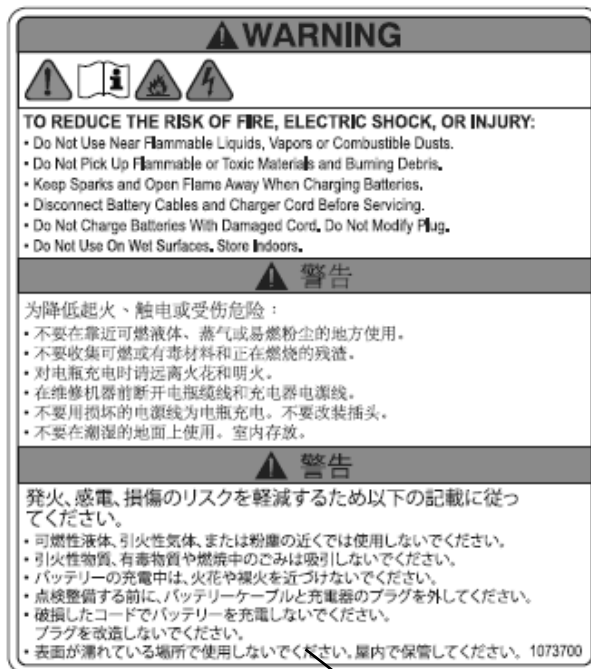 WARNING
TO REDUCE THE RISK OF FIRE, ELECTRIC SHOCK, OR INJURY:
• Do Not Use Near Flammable Liquids, Vapors or Combustible Dusts.
• Do Not Pick Up Flammable or Toxic Materials and Burning Debris.
• Keep Sparks and Open Flame Away When Charging Batteries.
• Disconnect Battery Cables and Charger Cord Before Servicing.
• Do Not Charge Batteries With Damaged Cord. Do Not Modify Plug.
• Do Not Use On Wet Surfaces. Store Indoors.
警告
为降低起火、触电或受伤危险：
• 不要在靠近可燃液体、蒸气或易燃粉尘的地方使用。
• 不要收集可燃或有毒材料和正在燃烧的残渣。
• 对电瓶充电时请远离火花和明火。
• 在维修机器前断开电瓶缆线和充电器电源线。
• 不要用损坏的电源线为电瓶充电。不要改装插头。
• 不要在潮湿的地面上使用。室内存放。
警告
発火、感電、損傷のリスクを軽減するため以下の記載に従っ
てください。
• 可燃性液体、引火性気体、または粉塵の近くでは使用しないでください。
• 引火性物質、有毒物質や燃焼中のごみは吸引しないでください。
• バッテリーの充電中は、火花や裸火を近づけないでください。
• 点検整備する前に、バッテリーケーブルと充電器のプラグを外してください。
• 破損したコードでバッテリーを充電しないでください。
プラグを改造しないでください。
• 表面が濡れている場所で使用しないでください。屋内で保管してください。 1073700